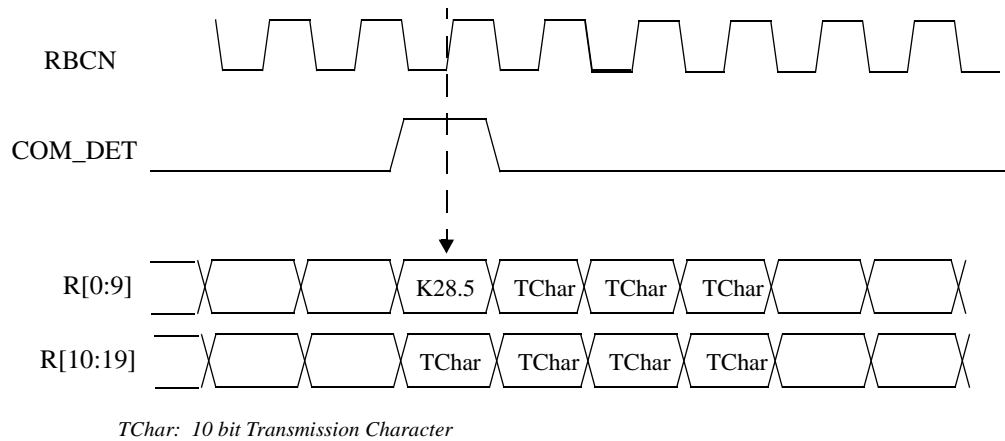 RBCN
COM_DET
R[0:9] K28.5 TChar TChar TChar
R[10:19] TChar TChar TChar TChar
TChar: 10 bit Transmission Character